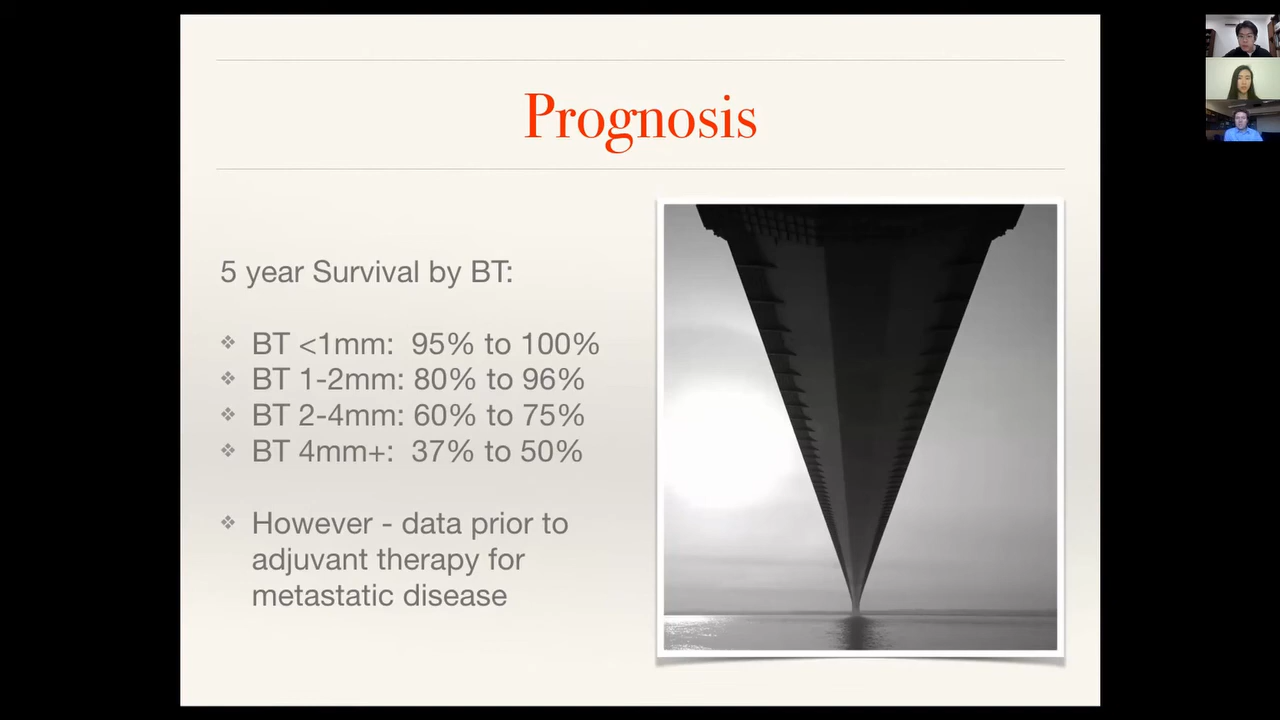 Prognosis
5 year Survival by BT:
❖ BT <1mm: 95% to 100%
❖ BT 1-2mm: 80% to 96%
❖ BT 2-4mm: 60% to 75%
❖ BT 4mm+: 37% to 50%
❖ However - data prior to
adjuvant therapy for
metastatic disease